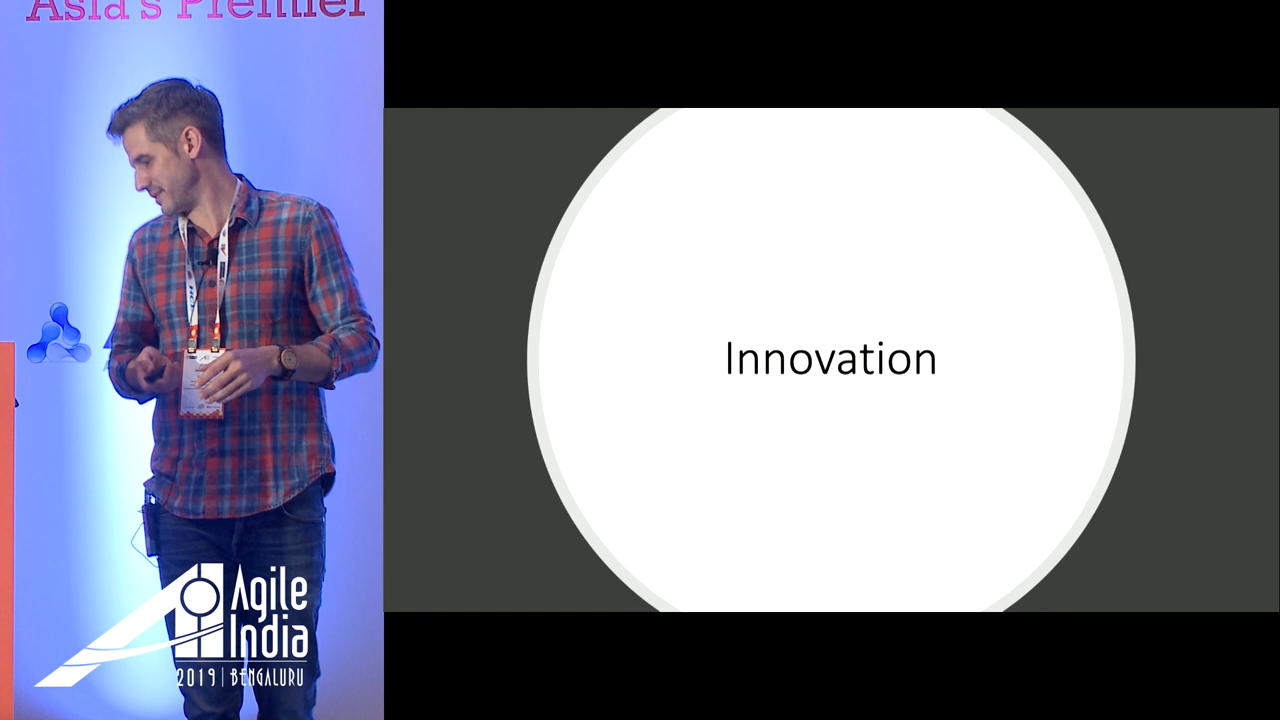 Asia's Premier
Innovation
Agile
India
2019 | BENGALURU